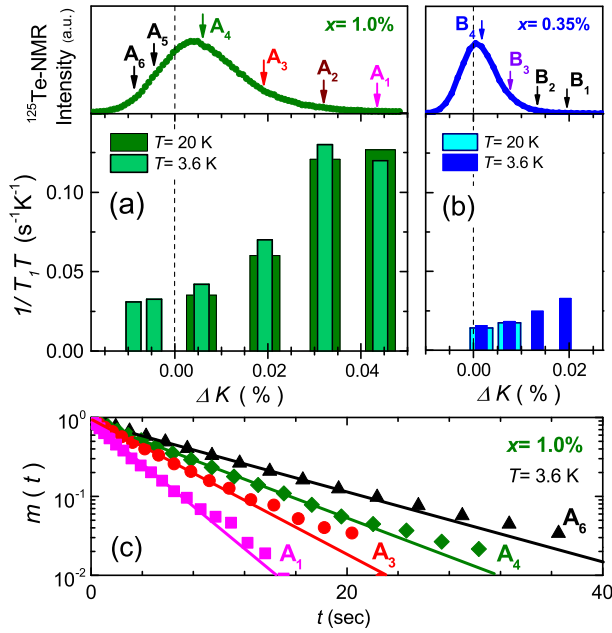 ¹²⁵Te-NMR
Intensity (a.u.)
A₆
A₅
A₄
A₃
A₂
A₁
x= 1.0%
B₄
B₃
B₂
B₁
x= 0.35%
T= 20 K
T= 3.6 K
(a)
T= 20 K
T= 3.6 K
(b)
1/T₁T (s⁻¹K⁻¹)
0.10
0.05
0.00
0.00
0.02
0.04
ΔK ( % )
0.00
0.02
ΔK ( % )
m ( t )
10⁰
10⁻¹
10⁻²
x= 1.0%
T= 3.6 K
(c)
A₁
A₃
A₄
A₆
0
20
40
t (sec)